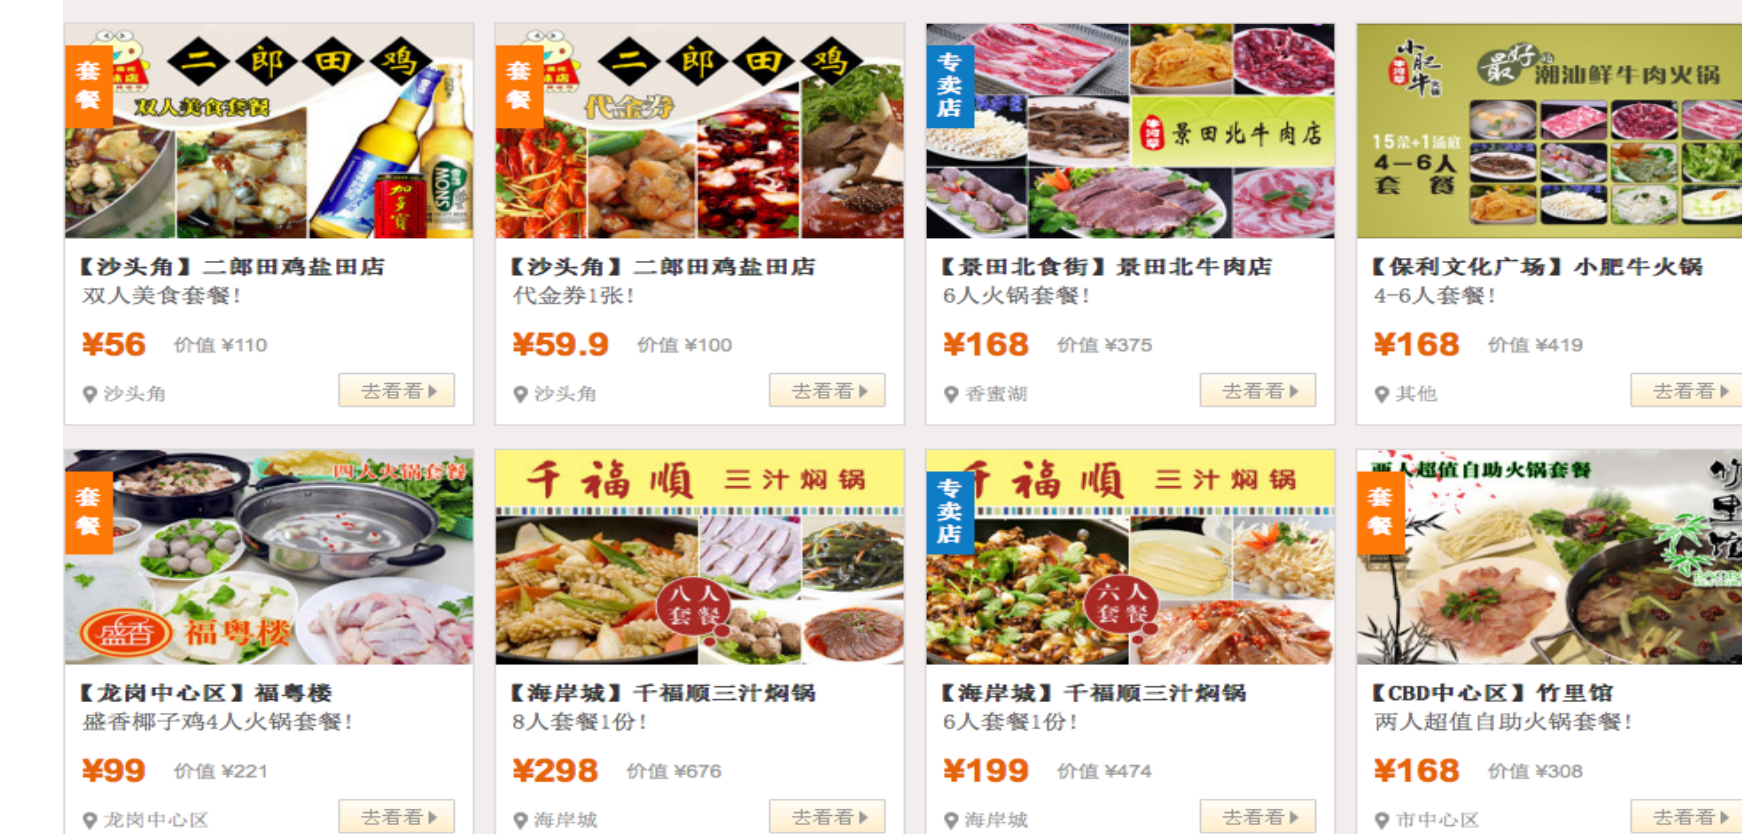 套餐
二郎田鸡
双人美食套餐
加多宝
【沙头角】二郎田鸡盐田店
双人美食套餐！
¥56 价值 ¥110
沙头角
去看看
套餐
二郎田鸡
代金券
【沙头角】二郎田鸡盐田店
代金券1张！
¥59.9 价值 ¥100
沙头角
去看看
专卖店
景田北牛肉店
【景田北食街】景田北牛肉店
6人火锅套餐！
¥168 价值 ¥375
香蜜湖
去看看
小肥牛
火锅
最好的潮汕鲜牛肉火锅
15菜+1汤底
4—6人
套餐
【保利文化广场】小肥牛火锅
4-6人套餐！
¥168 价值 ¥419
其他
去看看
套餐
四人火锅套餐
盛香
福粤楼
【龙岗中心区】福粤楼
盛香椰子鸡4人火锅套餐！
¥99 价值 ¥221
龙岗中心区
去看看
千福順 三汁焖锅
八人
套餐
【海岸城】千福顺三汁焖锅
8人套餐1份！
¥298 价值 ¥676
海岸城
去看看
专卖店
千福順 三汁焖锅
六人
套餐
【海岸城】千福顺三汁焖锅
6人套餐1份！
¥199 价值 ¥474
海岸城
去看看
套餐
两人超值自助火锅套餐
竹里馆
【CBD中心区】竹里馆
两人超值自助火锅套餐！
¥168 价值 ¥308
市中心区
去看看